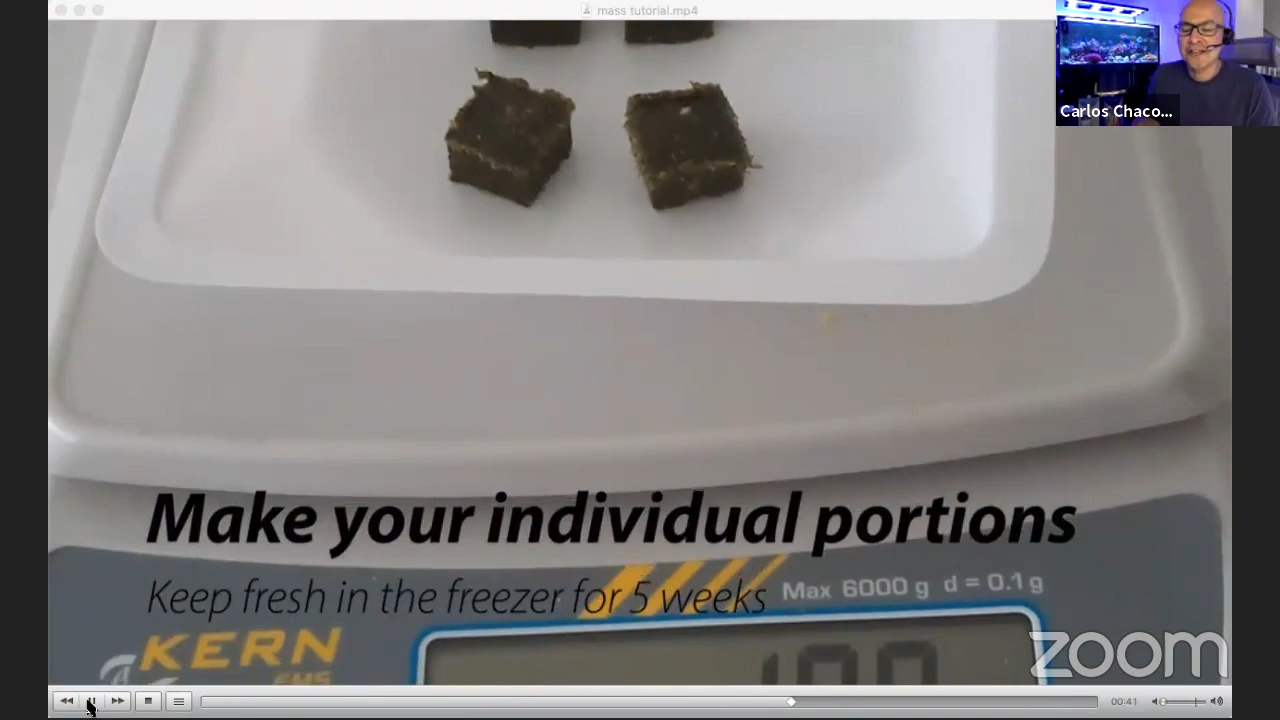 mass tutorial.mp4
Carlos Chaco...
Make your individual portions
Keep fresh in the freezer for 5 weeks
Max 6000 g d = 0.1 g
KERN
EMS
zoom
00:41